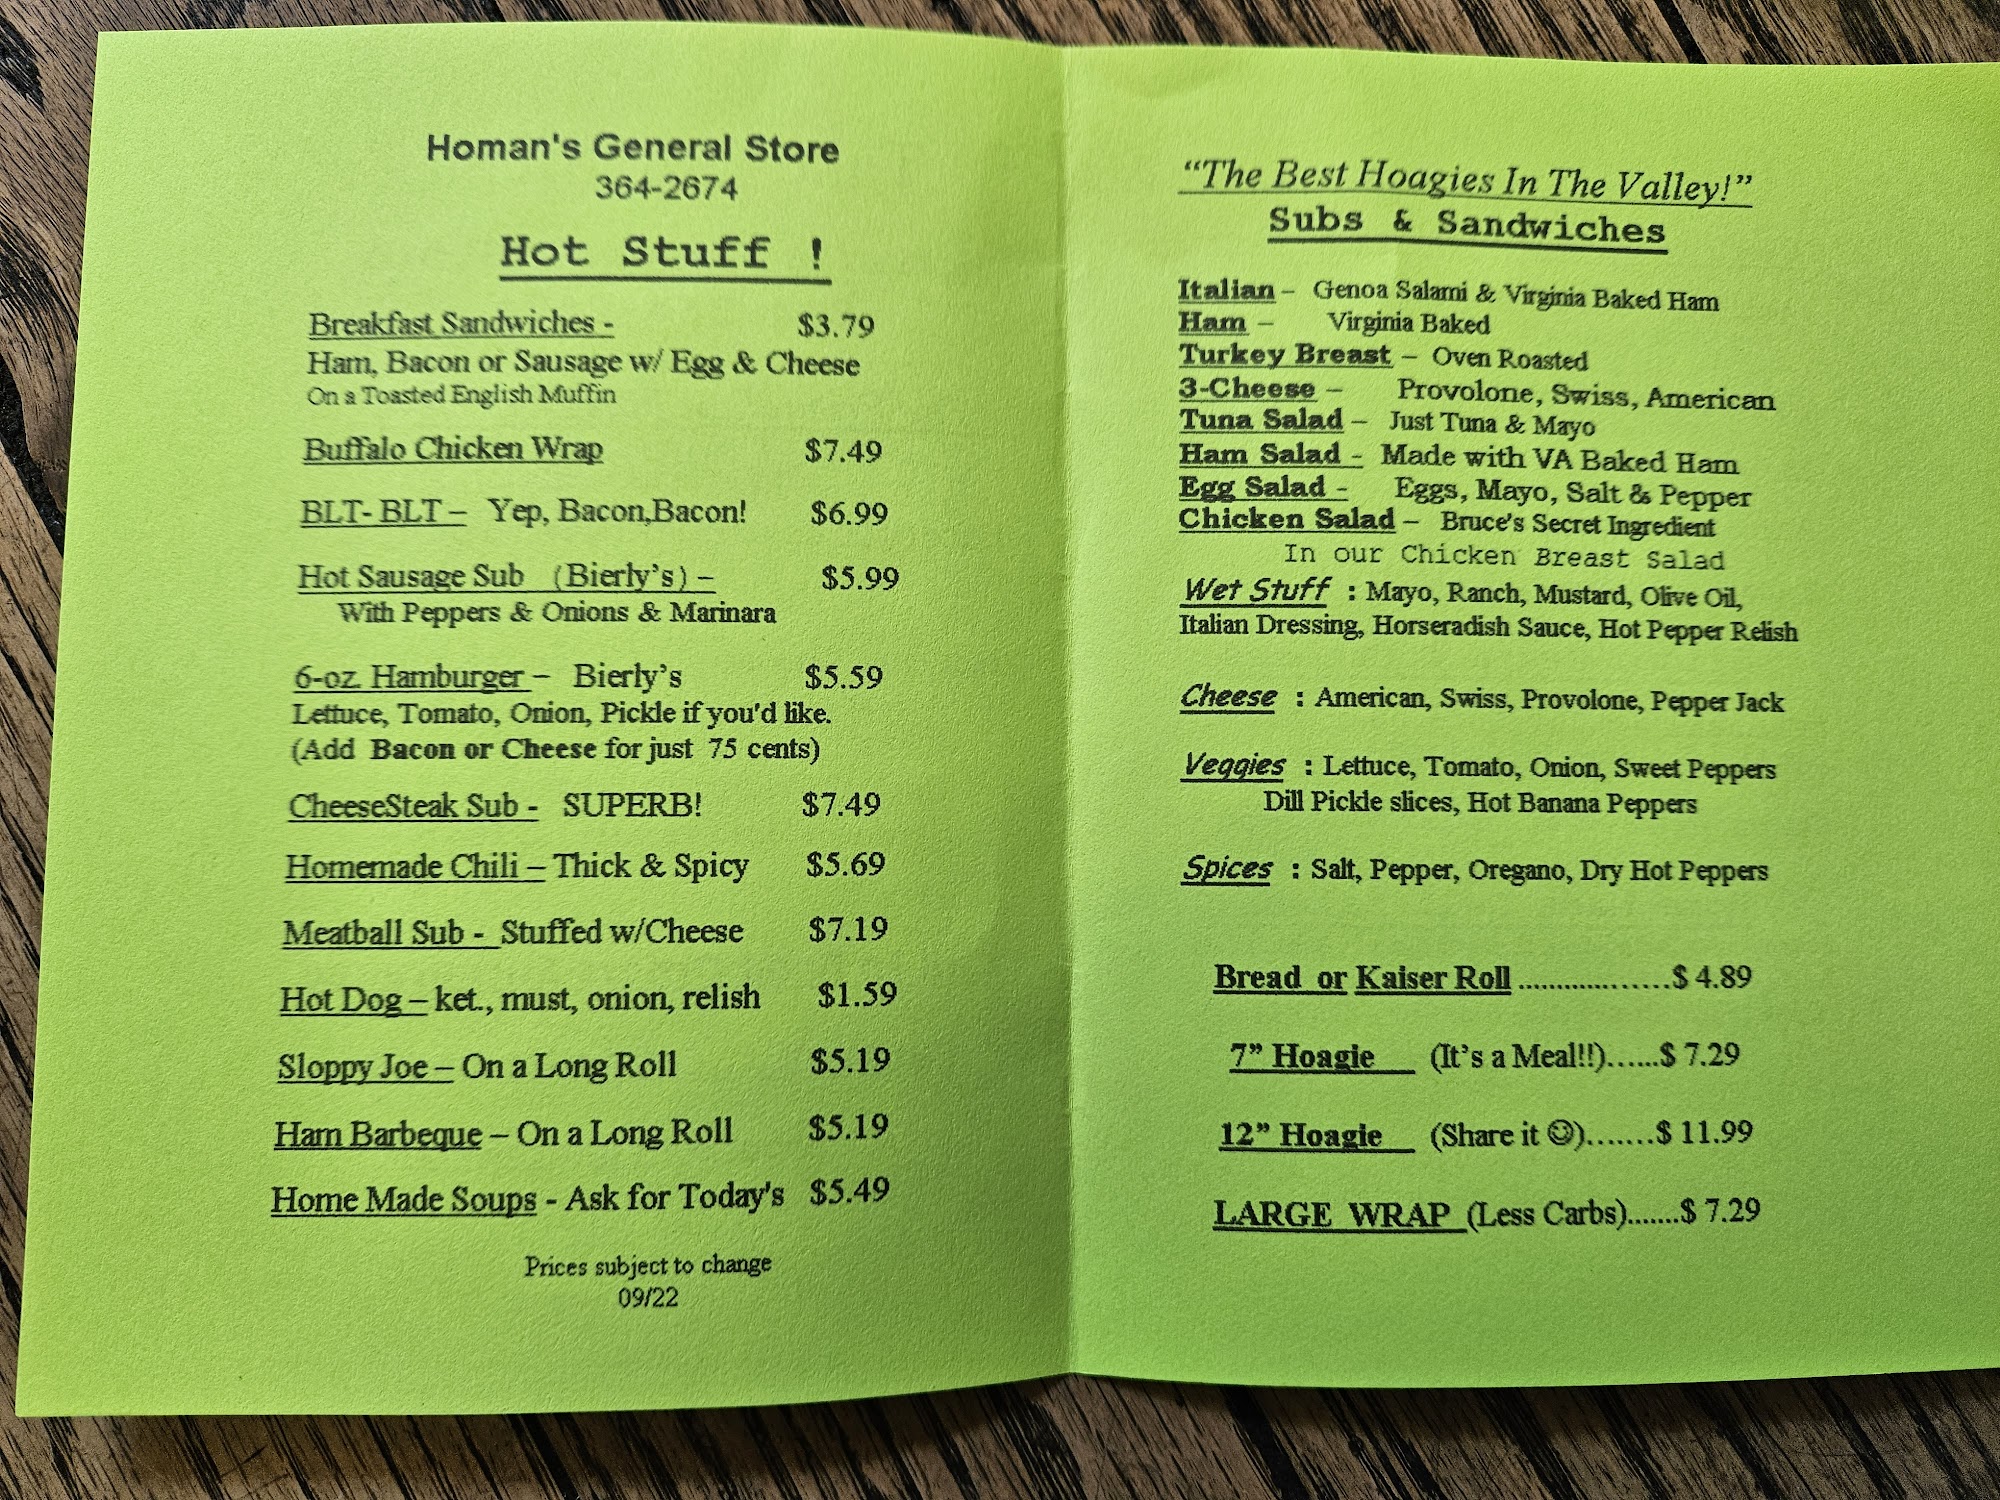 Homan's General Store
364-2674
Hot Stuff !
Breakfast Sandwiches - $3.79
Ham, Bacon or Sausage w/ Egg & Cheese
On a Toasted English Muffin
Buffalo Chicken Wrap $7.49
BLT- BLT – Yep, Bacon,Bacon! $6.99
Hot Sausage Sub (Bierly's) – $5.99
With Peppers & Onions & Marinara
6-oz. Hamburger – Bierly's $5.59
Lettuce, Tomato, Onion, Pickle if you'd like.
(Add Bacon or Cheese for just 75 cents)
CheeseSteak Sub - SUPERB! $7.49
Homemade Chili – Thick & Spicy $5.69
Meatball Sub - Stuffed w/Cheese $7.19
Hot Dog – ket., must, onion, relish $1.59
Sloppy Joe – On a Long Roll $5.19
Ham Barbeque – On a Long Roll $5.19
Home Made Soups - Ask for Today's $5.49
Prices subject to change
09/22
"The Best Hoagies In The Valley!"
Subs & Sandwiches
Italian – Genoa Salami & Virginia Baked Ham
Ham – Virginia Baked
Turkey Breast – Oven Roasted
3-Cheese – Provolone, Swiss, American
Tuna Salad – Just Tuna & Mayo
Ham Salad - Made with VA Baked Ham
Egg Salad - Eggs, Mayo, Salt & Pepper
Chicken Salad – Bruce's Secret Ingredient
In our Chicken Breast Salad
Wet Stuff : Mayo, Ranch, Mustard, Olive Oil,
Italian Dressing, Horseradish Sauce, Hot Pepper Relish
Cheese : American, Swiss, Provolone, Pepper Jack
Veggies : Lettuce, Tomato, Onion, Sweet Peppers
Dill Pickle slices, Hot Banana Peppers
Spices : Salt, Pepper, Oregano, Dry Hot Peppers
Bread or Kaiser Roll ...................$ 4.89
7" Hoagie (It's a Meal!!)......$ 7.29
12" Hoagie (Share it ☺).......$ 11.99
LARGE WRAP (Less Carbs).......$ 7.29